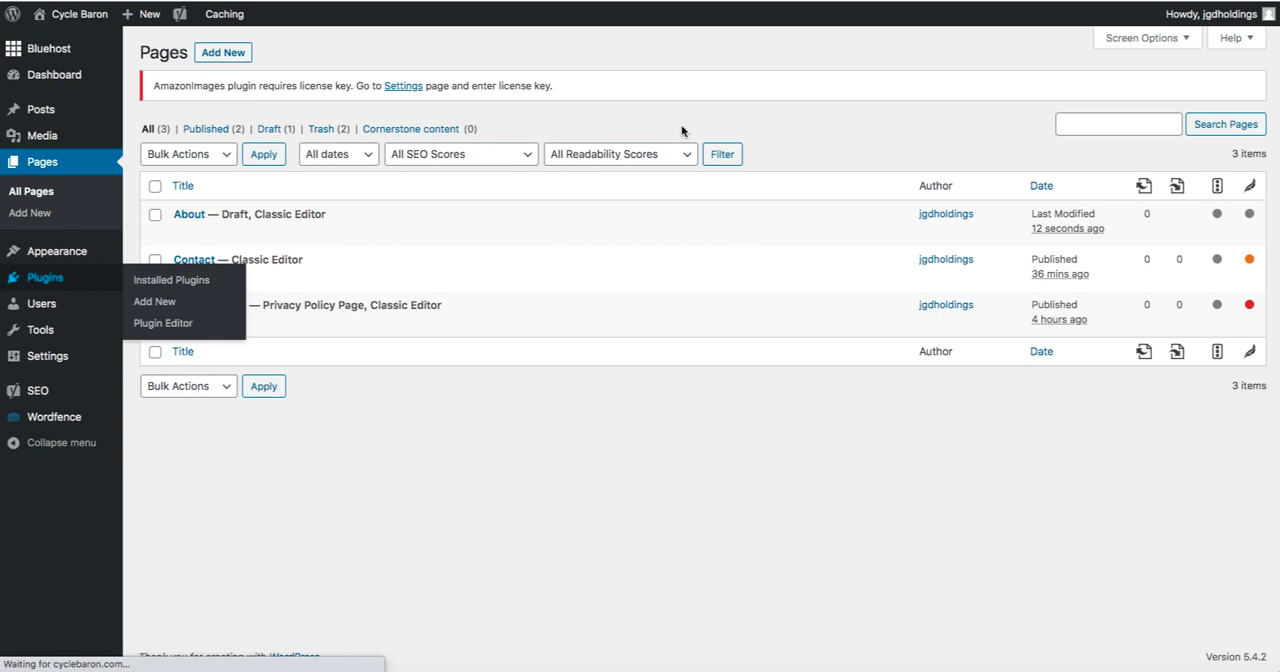 Cycle Baron
New
Caching
Howdy, jgdholdings
Bluehost
Dashboard
Posts
Media
Pages
All Pages
Add New
Appearance
Plugins
Installed Plugins
Add New
Plugin Editor
Users
Tools
Settings
SEO
Wordfence
Collapse menu
Screen Options
Help
Pages
Add New
AmazonImages plugin requires license key. Go to Settings page and enter license key.
All (3) | Published (2) | Draft (1) | Trash (2) | Cornerstone content (0)
Search Pages
Bulk Actions
Apply
All dates
All SEO Scores
All Readability Scores
Filter
3 items
Title
Author
Date
About — Draft, Classic Editor
jgdholdings
Last Modified
12 seconds ago
0
Contact — Classic Editor
jgdholdings
Published
36 mins ago
0
0
— Privacy Policy Page, Classic Editor
jgdholdings
Published
4 hours ago
0
0
Title
Author
Date
Bulk Actions
Apply
3 items
Thank you for creating with WordPress
Version 5.4.2
Waiting for cyclebaron.com...